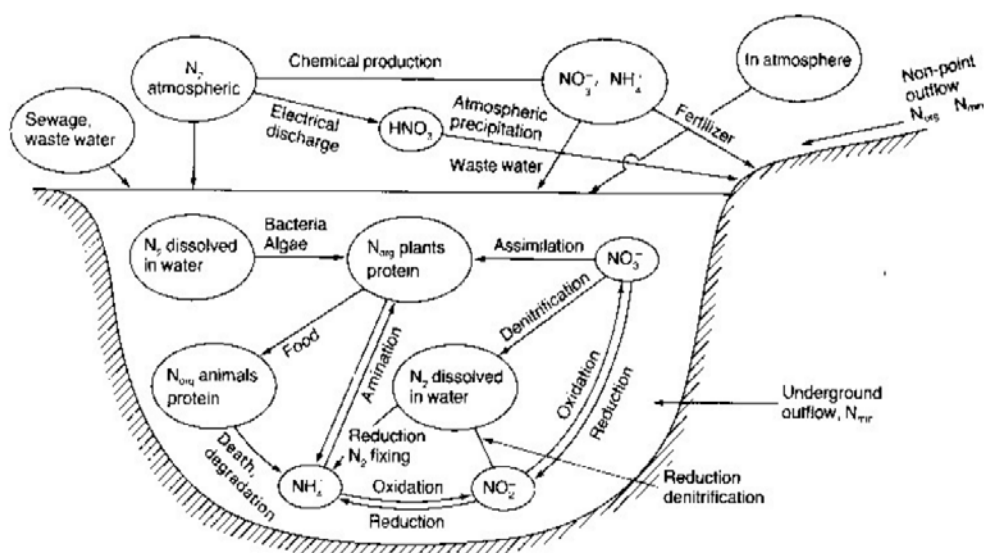 N2
atmospheric
Chemical production
NO3-, NH4+
In atmosphere
Non-point
outflow
Norg Nmin
Sewage,
waste water
Electrical
discharge
HNO3
Atmospheric
precipitation
Waste water
Fertilizer
N2 dissolved
in water
Bacteria
Algae
Norg plants
protein
Assimilation
NO3-
Denitrification
Food
Amination
Norg animals
protein
N2 dissolved
in water
Oxidation
Reduction
Underground
outflow, Nmin
Death,
degradation
Reduction
N2 fixing
NH4+
Oxidation
Reduction
NO2-
Reduction
denitrification